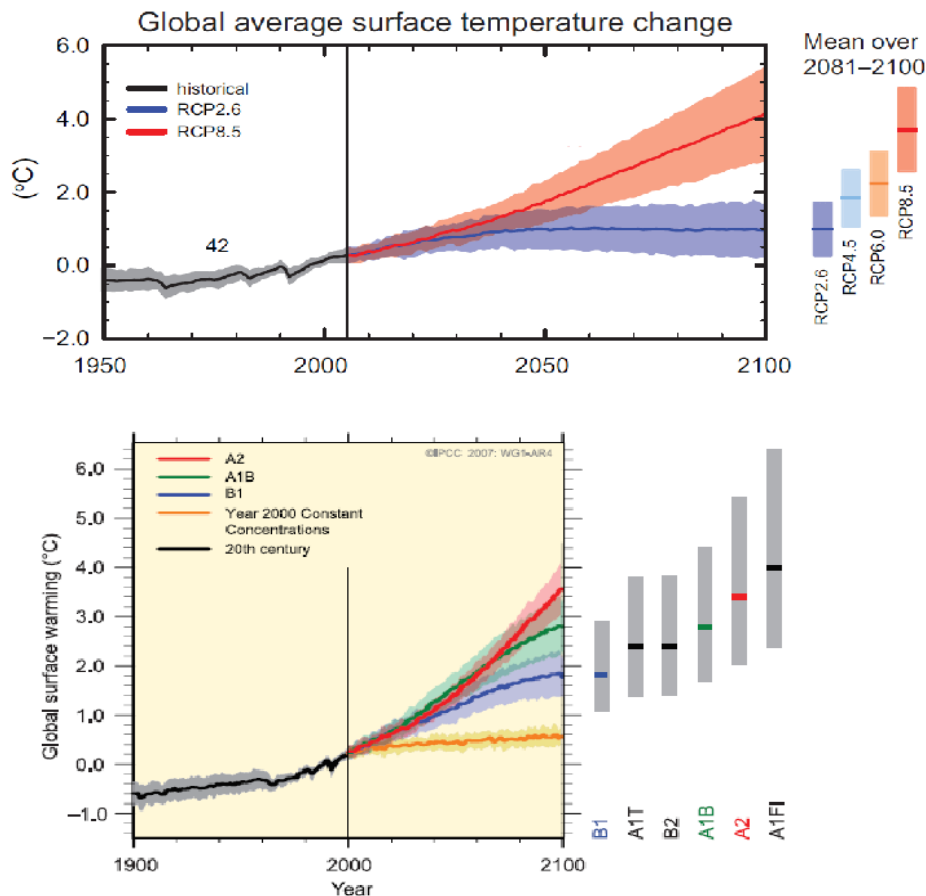 Global average surface temperature change
6.0
4.0
2.0
0.0
−2.0
(°C)
historical
RCP2.6
RCP8.5
42
1950
2000
2050
2100
Mean over
2081–2100
RCP2.6
RCP4.5
RCP6.0
RCP8.5
©IPCC 2007: WG1-AR4
A2
A1B
B1
Year 2000 Constant
Concentrations
20th century
6.0
5.0
4.0
3.0
2.0
1.0
0.0
−1.0
Global surface warming (°C)
1900
2000
2100
Year
B1
A1T
B2
A1B
A2
A1FI